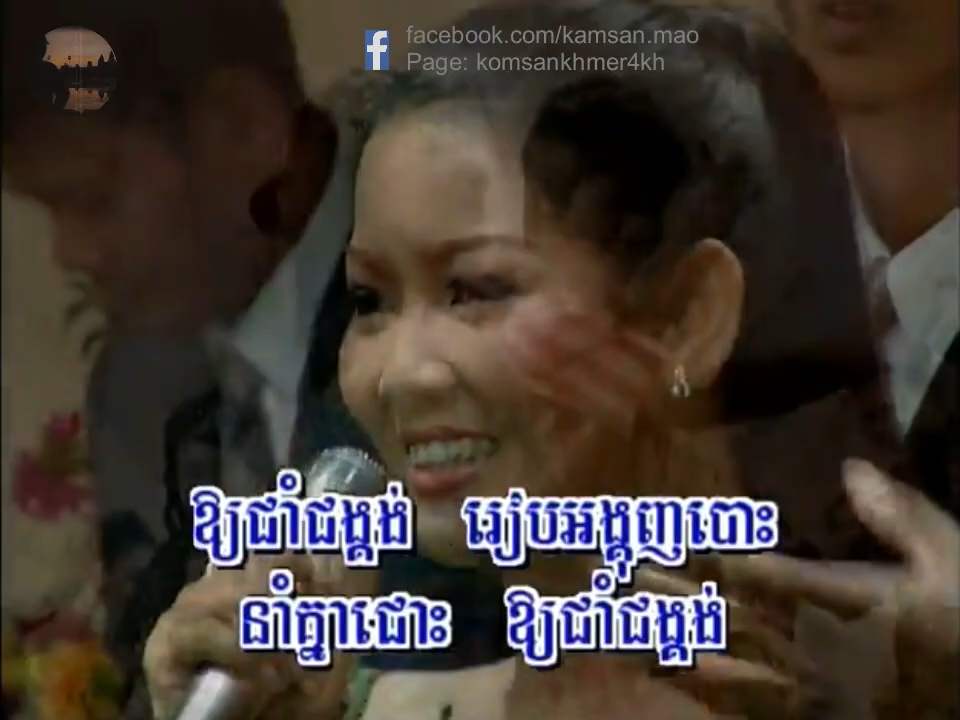 facebook.com/kamsan.mao
Page: komsankhmer4kh
ឱ្យជាំជង្គង់ រៀបអង្គុញបោះ
នាំគ្នាជោះ ឱ្យជាំជង្គង់